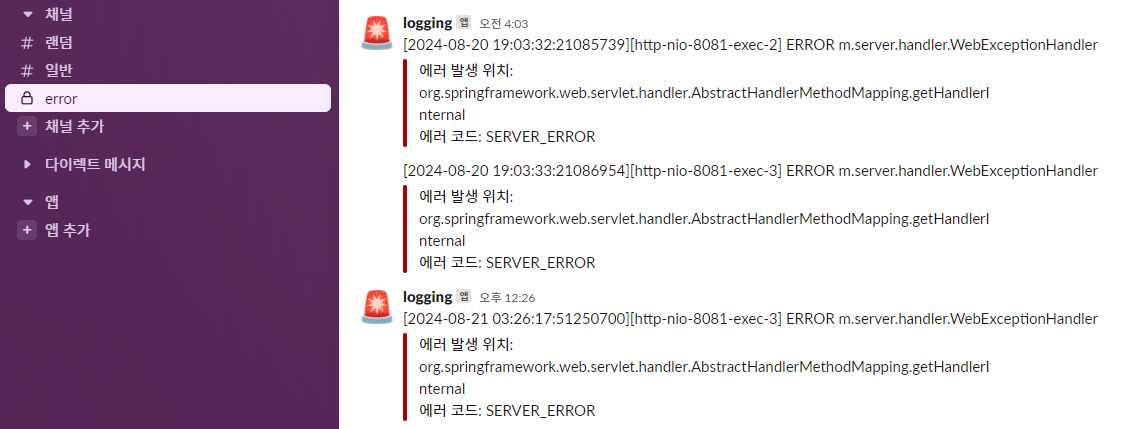 채널
# 랜덤
# 일반
error
+ 채널 추가
다이렉트 메시지
앱
+ 앱 추가
logging 앱 오전 4:03
[2024-08-20 19:03:32:21085739][http-nio-8081-exec-2] ERROR m.server.handler.WebExceptionHandler
에러 발생 위치:
org.springframework.web.servlet.handler.AbstractHandlerMethodMapping.getHandlerI
nternal
에러 코드: SERVER_ERROR
[2024-08-20 19:03:33:21086954][http-nio-8081-exec-3] ERROR m.server.handler.WebExceptionHandler
에러 발생 위치:
org.springframework.web.servlet.handler.AbstractHandlerMethodMapping.getHandlerI
nternal
에러 코드: SERVER_ERROR
logging 앱 오후 12:26
[2024-08-21 03:26:17:51250700][http-nio-8081-exec-3] ERROR m.server.handler.WebExceptionHandler
에러 발생 위치:
org.springframework.web.servlet.handler.AbstractHandlerMethodMapping.getHandlerI
nternal
에러 코드: SERVER_ERROR